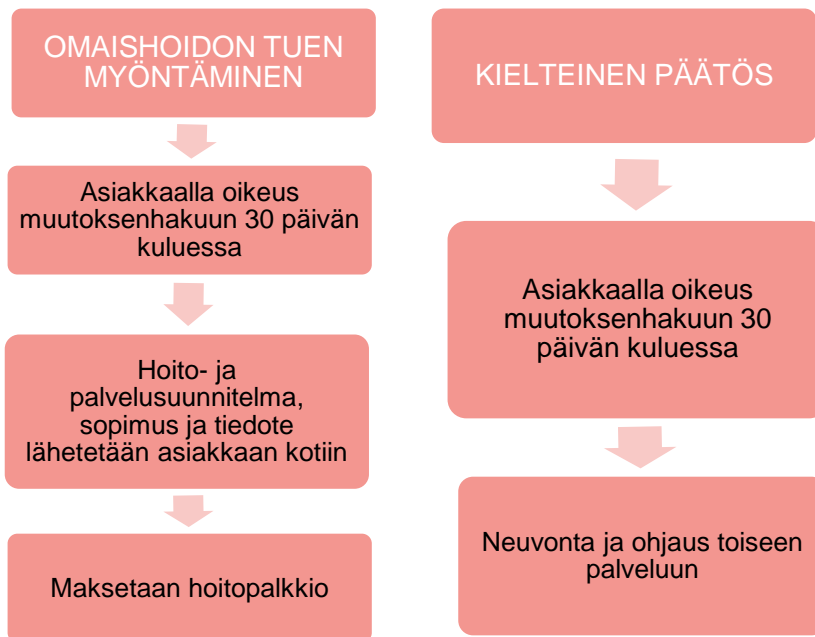 OMAISHOIDON TUEN
MYÖNTÄMINEN
Asiakkaalla oikeus
muutoksenhakuun 30 päivän
kuluessa
Hoito- ja
palvelusuunnitelma,
sopimus ja tiedote
lähetetään asiakkaan kotiin
Maksetaan hoitopalkkio
KIELTEINEN PÄÄTÖS
Asiakkaalla oikeus
muutoksenhakuun 30
päivän kuluessa
Neuvonta ja ohjaus toiseen
palveluun